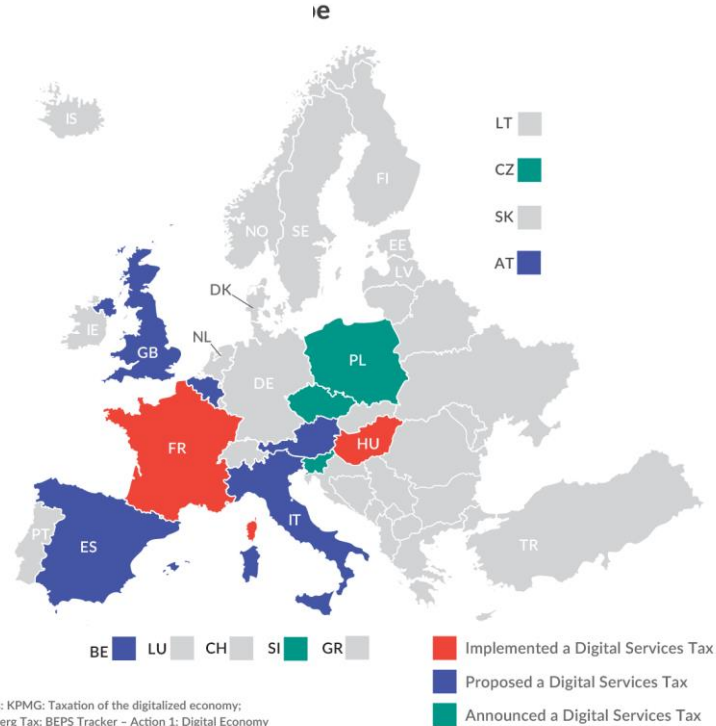 IS
LT
CZ
FI
SK
NO
SE
AT
EE
LV
DK
NL
IE
GB
DE
PL
FR
HU
IT
PT
ES
TR
BE
LU
CH
SI
GR
Implemented a Digital Services Tax
Proposed a Digital Services Tax
Announced a Digital Services Tax
: KPMG: Taxation of the digitalized economy;
erg Tax: BEPS Tracker – Action 1: Digital Economy